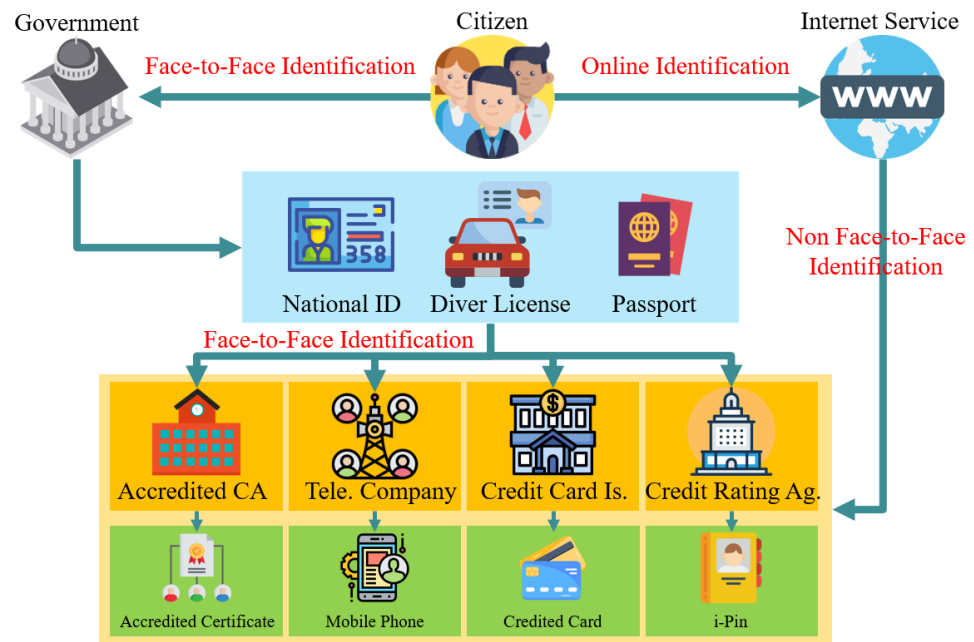 Government
Citizen
Internet Service
Face-to-Face Identification
Online Identification
WWW
358
National ID
Diver License
Passport
Non Face-to-Face
Identification
Face-to-Face Identification
$
Accredited CA
Tele. Company
Credit Card Is.
Credit Rating Ag.
Accredited Certificate
Mobile Phone
Credited Card
i-Pin